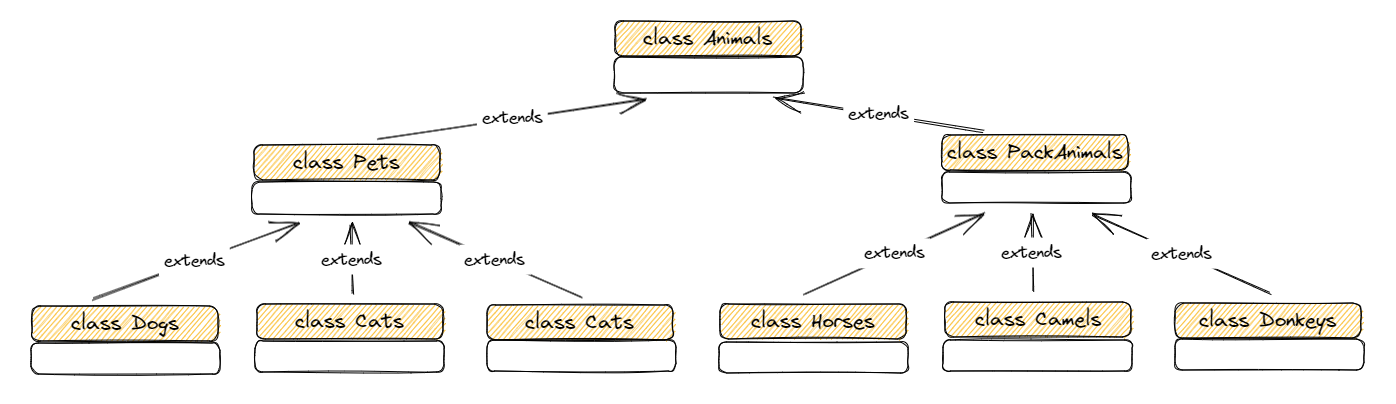 class Animals
extends
extends
class Pets
class PackAnimals
extends
extends
extends
extends
extends
extends
class Dogs
class Cats
class Cats
class Horses
class Camels
class Donkeys